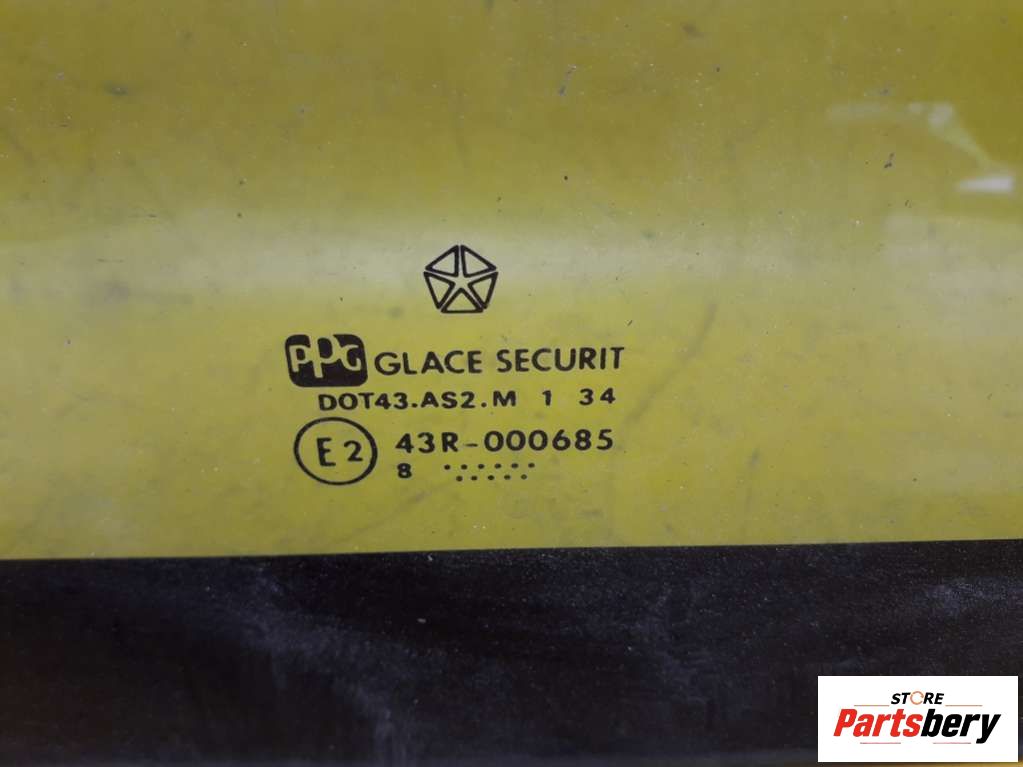 PPG GLACE SECURIT
DOT43.AS2.M 1 34
E2 43R-000685
8 ............
STORE
Partsbery